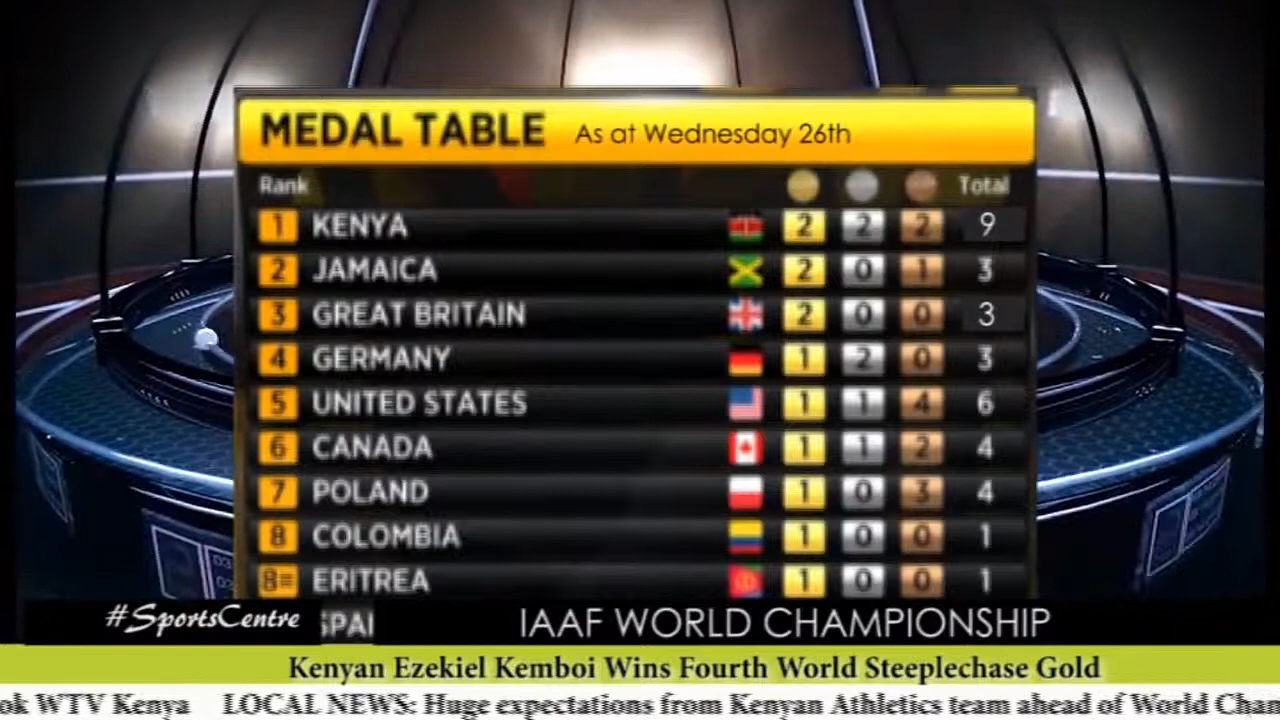 MEDAL TABLE As at Wednesday 26th
Rank Total
1 KENYA 2 2 2 9
2 JAMAICA 2 0 1 3
3 GREAT BRITAIN 2 0 0 3
4 GERMANY 1 2 0 3
5 UNITED STATES 1 1 4 6
6 CANADA 1 1 2 4
7 POLAND 1 0 3 4
8 COLOMBIA 1 0 0 1
8= ERITREA 1 0 0 1
#SportsCentre SPAI IAAF WORLD CHAMPIONSHIP
Kenyan Ezekiel Kemboi Wins Fourth World Steeplechase Gold
ok WTV Kenya LOCAL NEWS: Huge expectations from Kenyan Athletics team ahead of World Chan